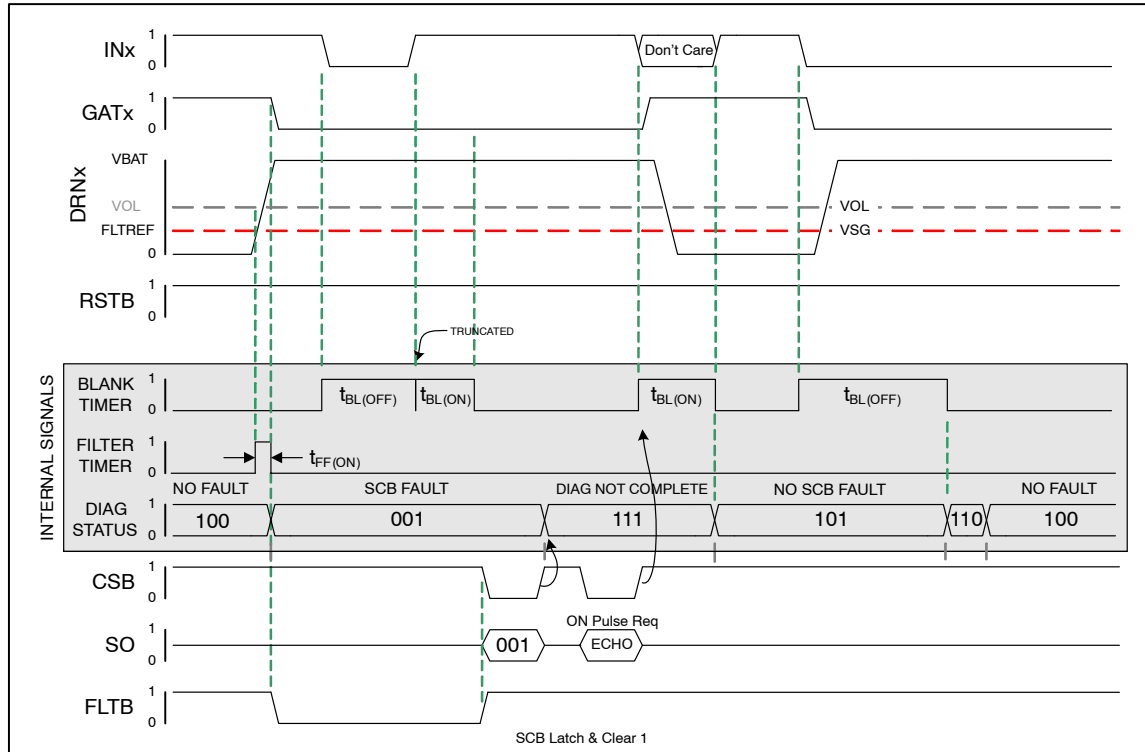 INx 1 0 Don't Care
GATx 1 0
DRNx VBAT
VOL VOL
FLTREF VSG
0
RSTB 1 0
TRUNCATED
INTERNAL SIGNALS
BLANK TIMER 1 0 tBL(OFF) tBL(ON) tBL(ON) tBL(OFF)
FILTER TIMER 1 0 tFF(ON)
NO FAULT SCB FAULT DIAG NOT COMPLETE NO SCB FAULT NO FAULT
DIAG STATUS 1 0 100 001 111 101 110 100
CSB 1 0
ON Pulse Req
SO 1 0 001 ECHO
FLTB 1 0
SCB Latch & Clear 1